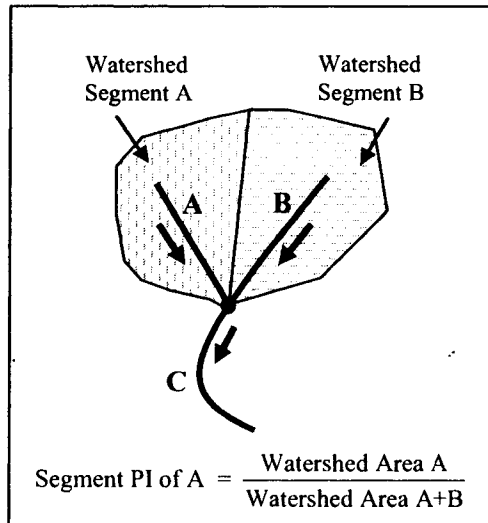 Watershed
Segment A
Watershed
Segment B
A
B
C
Segment PI of A = Watershed Area A
Watershed Area A+B